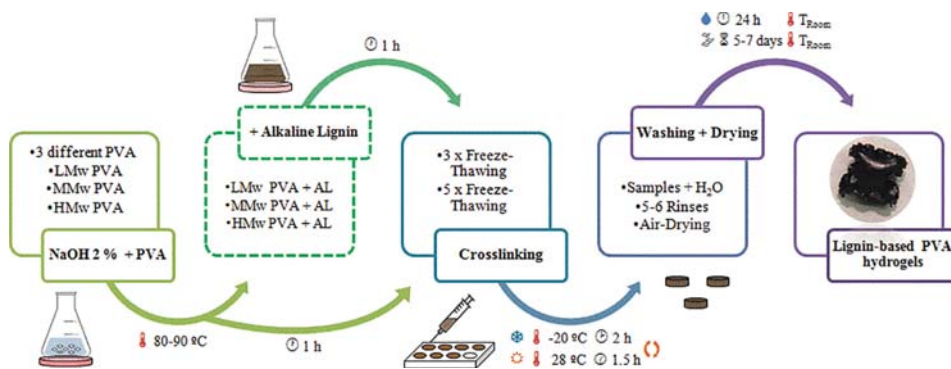 •3 different PVA
•LMw PVA
•MMw PVA
•HMw PVA
NaOH 2 % + PVA
80-90 ºC
1 h
+ Alkaline Lignin
•LMw PVA + AL
•MMw PVA + AL
•HMw PVA + AL
1 h
•3 x Freeze-
Thawing
•5 x Freeze-
Thawing
Crosslinking
-20 ºC 2 h
28 ºC 1.5 h
Washing + Drying
•Samples + H₂O
•5-6 Rinses
•Air-Drying
24 h T_Room
5-7 days T_Room
Lignin-based PVA
hydrogels